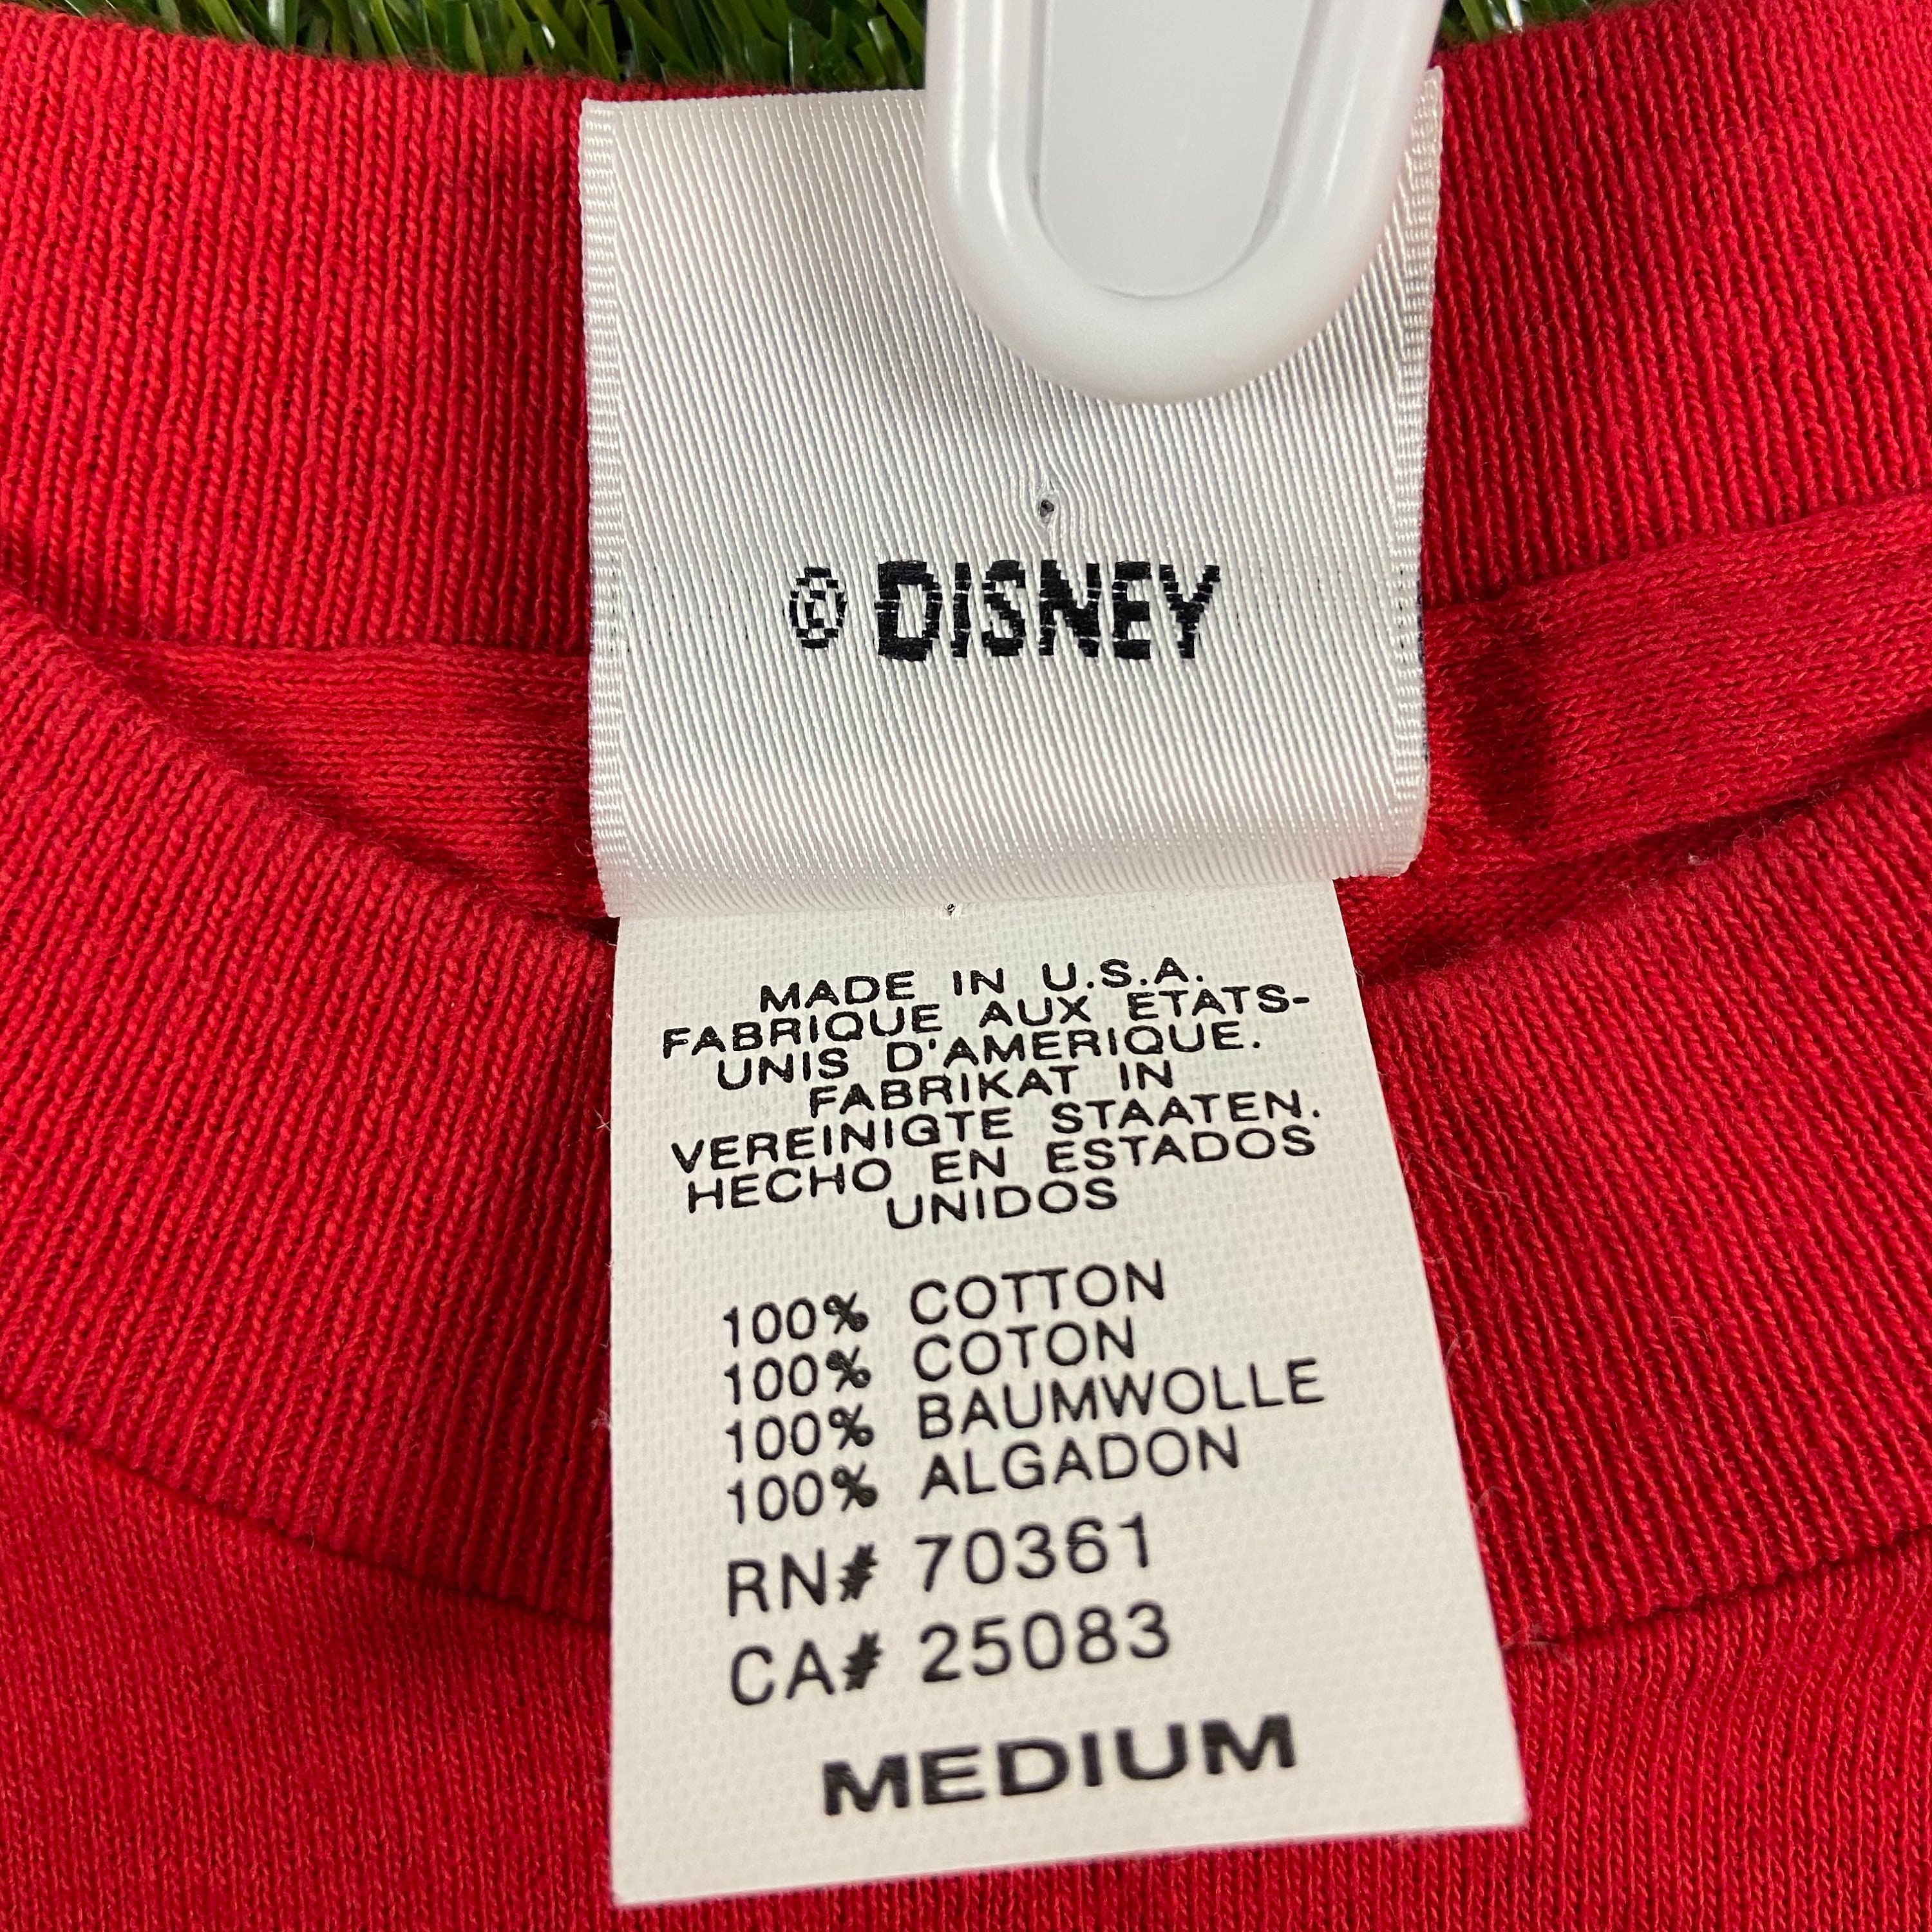 © DISNEY
MADE IN U.S.A.
FABRIQUE AUX ETATS-
UNIS D'AMERIQUE.
FABRIKAT IN
VEREINIGTE STAATEN.
HECHO EN ESTADOS
UNIDOS
100% COTTON
100% COTON
100% BAUMWOLLE
100% ALGADON
RN# 70361
CA# 25083
MEDIUM